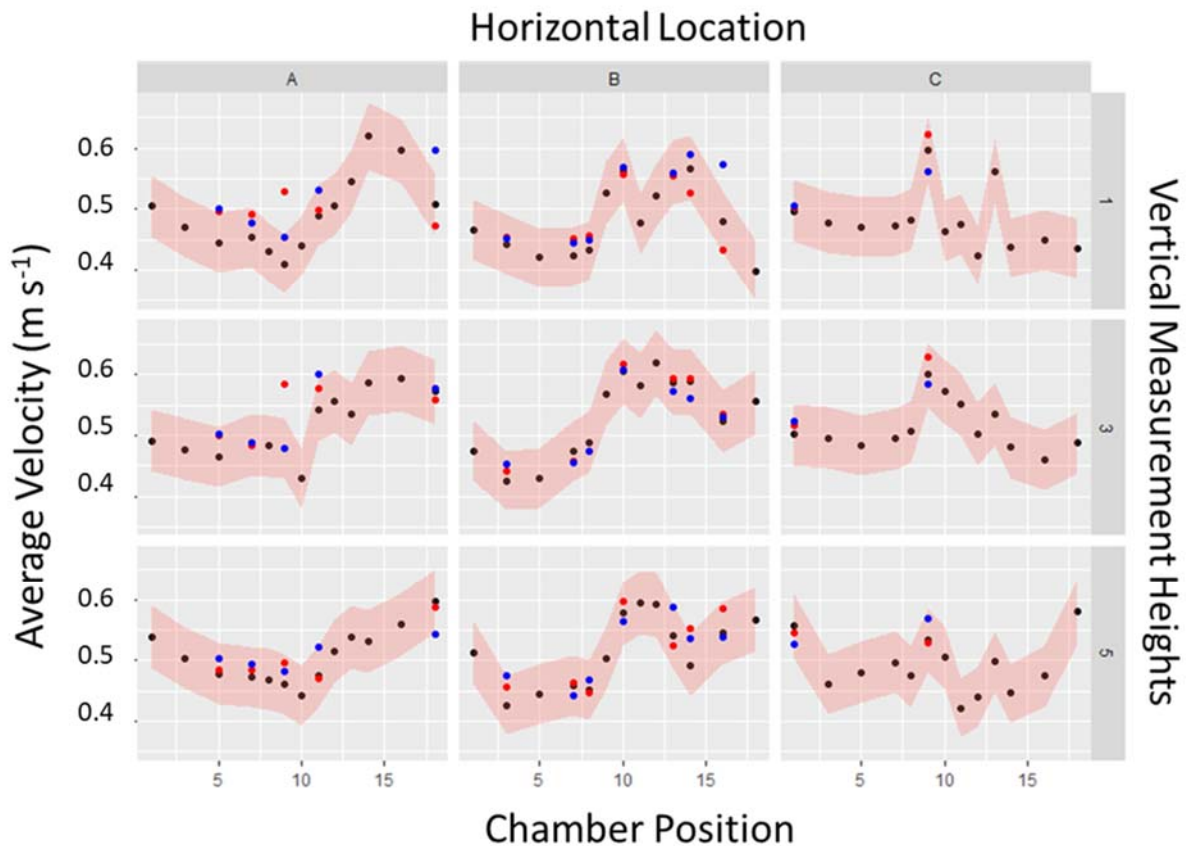 Horizontal Location
A B C
Average Velocity (m s-1)
0.6
0.5
0.4
1
0.6
0.5
0.4
3
0.6
0.5
0.4
5
Vertical Measurement Heights
5 10 15 5 10 15 5 10 15
Chamber Position